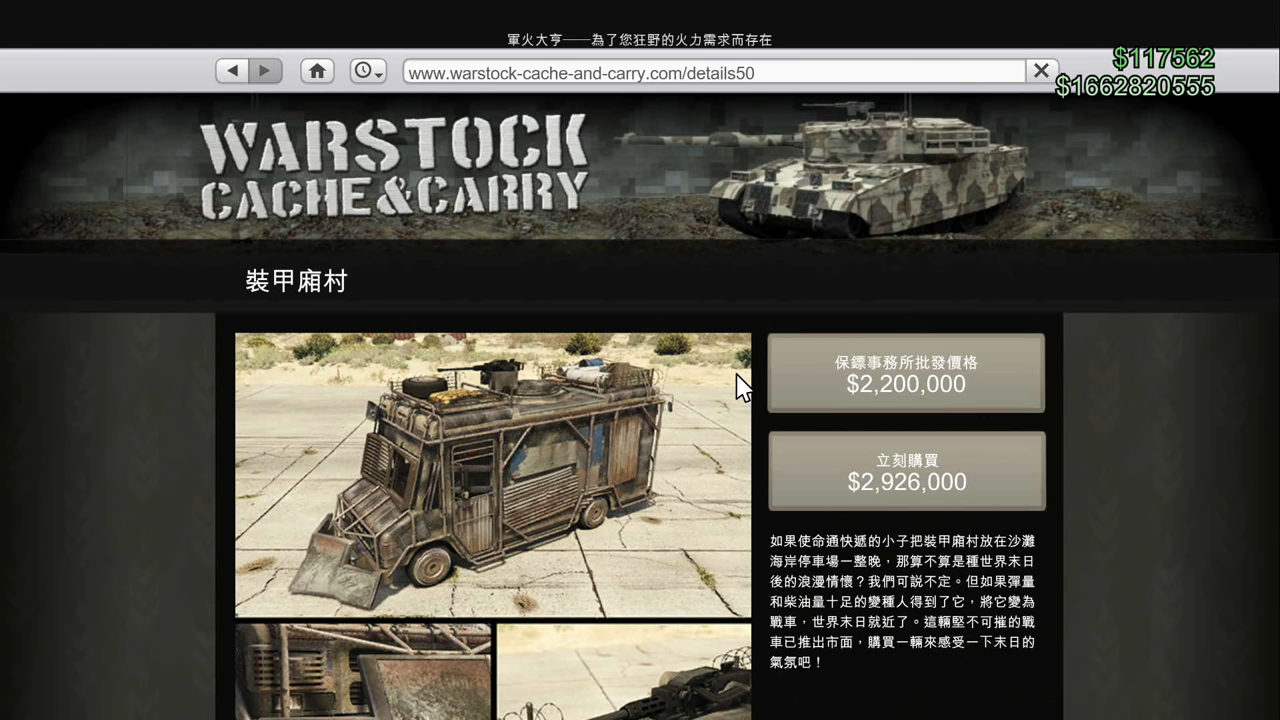 軍火大亨——為了您狂野的火力需求而存在
www.warstock-cache-and-carry.com/details50
$117562
$1662820555
WARSTOCK
CACHE&CARRY
裝甲廂村
保鏢事務所批發價格
$2,200,000
立刻購買
$2,926,000
如果使命通快遞的小子把裝甲廂村放在沙灘
海岸停車場一整晚，那算不算是種世界末日
後的浪漫情懷？我們可説不定。但如果彈量
和柴油量十足的變種人得到了它，將它變為
戰車，世界末日就近了。這輛堅不可摧的戰
車已推出市面，購買一輛來感受一下末日的
氣氛吧！